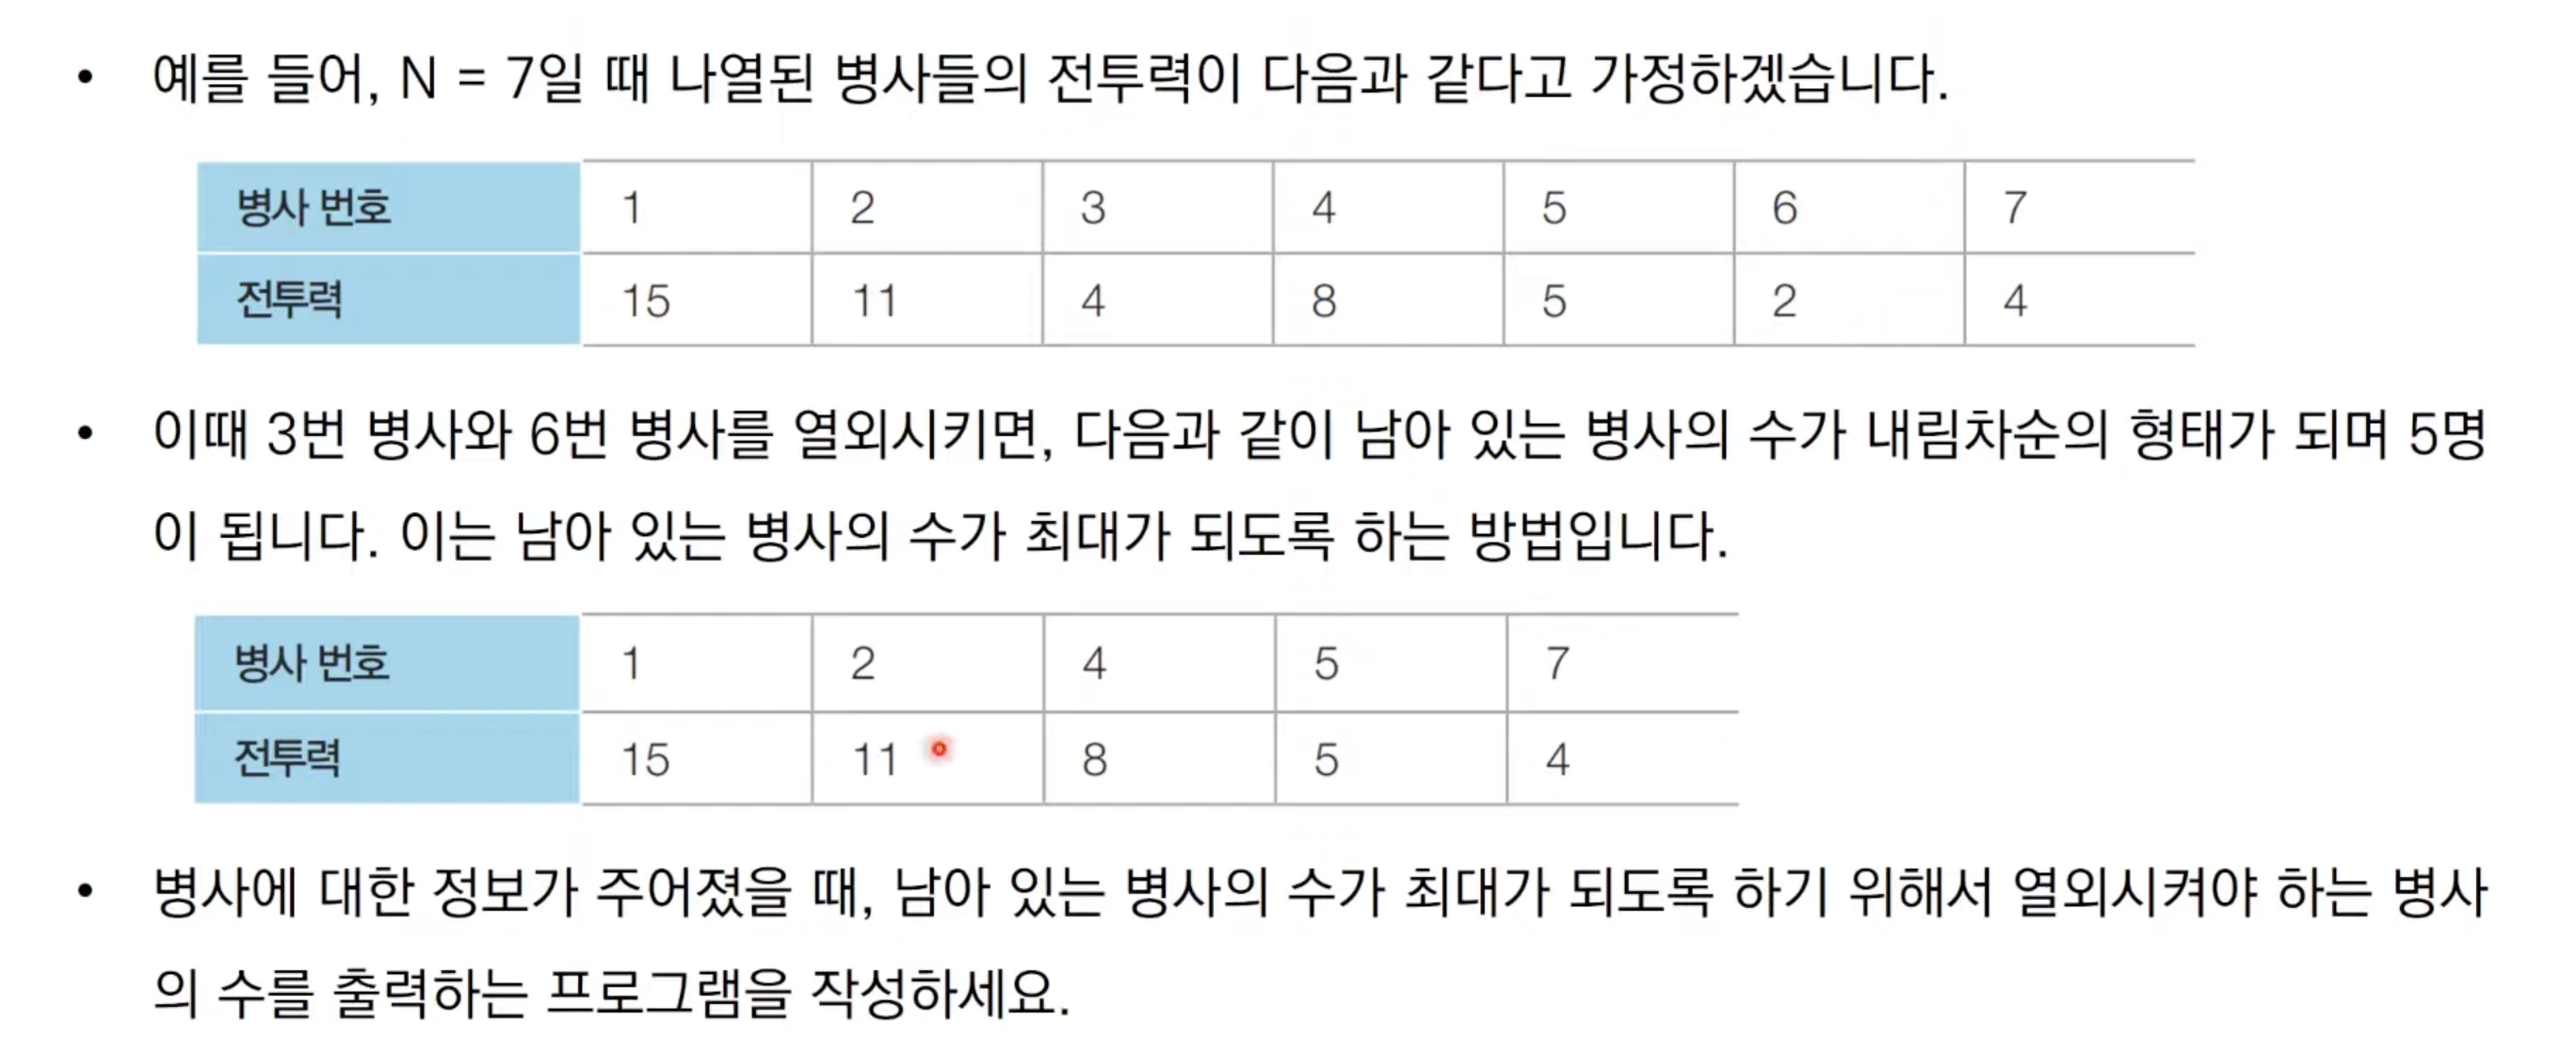 • 예를 들어, N = 7일 때 나열된 병사들의 전투력이 다음과 같다고 가정하겠습니다.
병사 번호 1 2 3 4 5 6 7
전투력 15 11 4 8 5 2 4
• 이때 3번 병사와 6번 병사를 열외시키면, 다음과 같이 남아 있는 병사의 수가 내림차순의 형태가 되며 5명
이 됩니다. 이는 남아 있는 병사의 수가 최대가 되도록 하는 방법입니다.
병사 번호 1 2 4 5 7
전투력 15 11 8 5 4
• 병사에 대한 정보가 주어졌을 때, 남아 있는 병사의 수가 최대가 되도록 하기 위해서 열외시켜야 하는 병사
의 수를 출력하는 프로그램을 작성하세요.